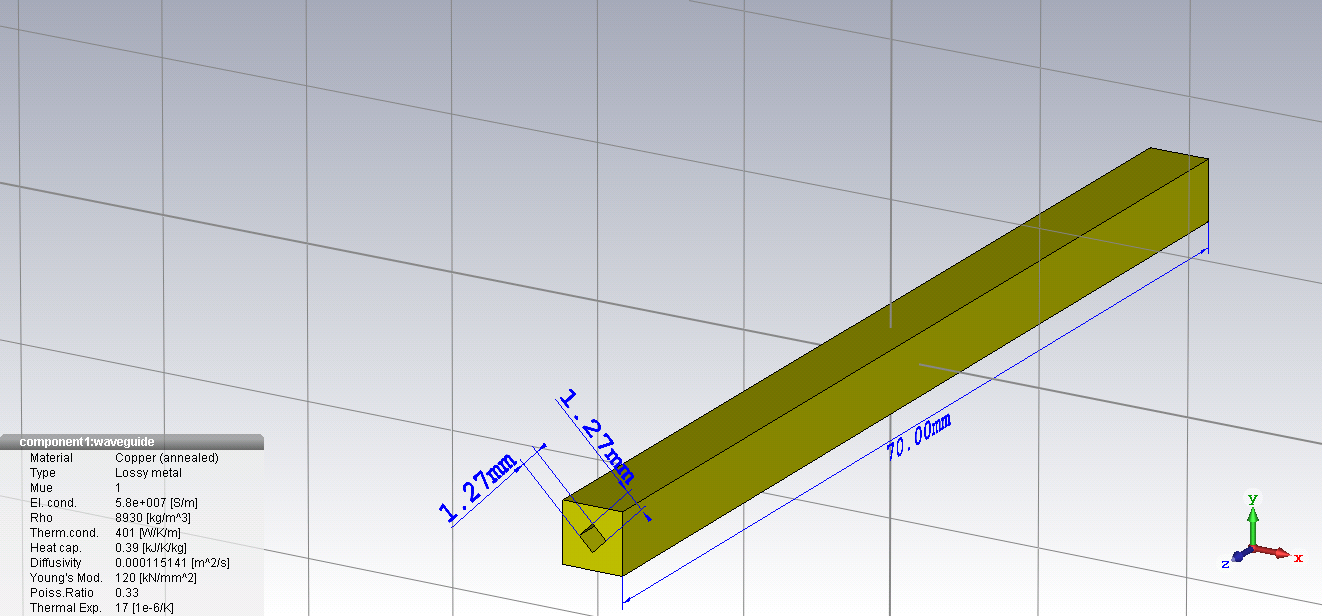 1.27mm
1.27mm
70.00mm
component1:waveguide
Material Copper (annealed)
Type Lossy metal
Mue 1
El. cond. 5.8e+007 [S/m]
Rho 8930 [kg/m^3]
Therm.cond. 401 [W/K/m]
Heat cap. 0.39 [kJ/K/kg]
Diffusivity 0.000115141 [m^2/s]
Young's Mod. 120 [kN/mm^2]
Poiss.Ratio 0.33
Thermal Exp. 17 [1e-6/K]
y
x
z